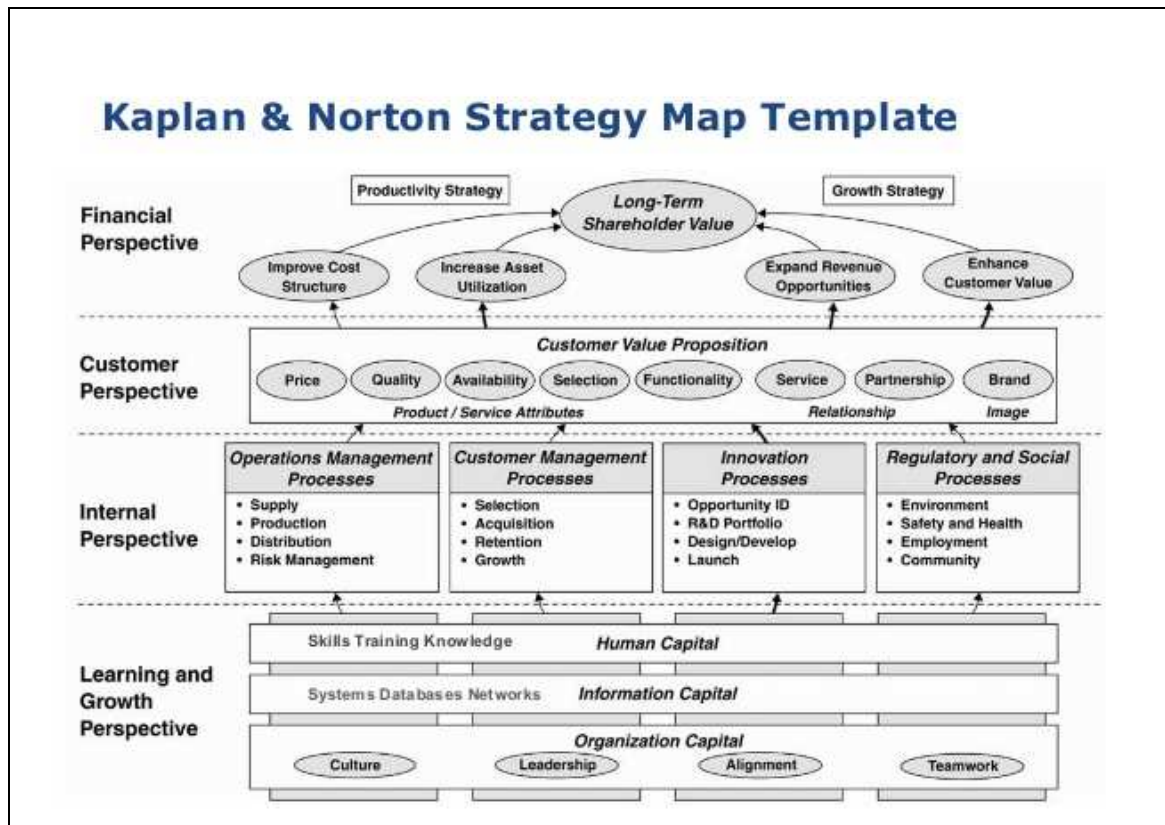 Kaplan & Norton Strategy Map Template
Financial
Perspective
Productivity Strategy
Growth Strategy
Long-Term
Shareholder Value
Improve Cost
Structure
Increase Asset
Utilization
Expand Revenue
Opportunities
Enhance
Customer Value
Customer
Perspective
Customer Value Proposition
Price
Quality
Availability
Selection
Functionality
Service
Partnership
Brand
Product / Service Attributes
Relationship
Image
Internal
Perspective
Operations Management
Processes
• Supply
• Production
• Distribution
• Risk Management
Customer Management
Processes
• Selection
• Acquisition
• Retention
• Growth
Innovation
Processes
• Opportunity ID
• R&D Portfolio
• Design/Develop
• Launch
Regulatory and Social
Processes
• Environment
• Safety and Health
• Employment
• Community
Learning and
Growth
Perspective
Skills Training Knowledge
Human Capital
Systems Databases Networks
Information Capital
Organization Capital
Culture
Leadership
Alignment
Teamwork